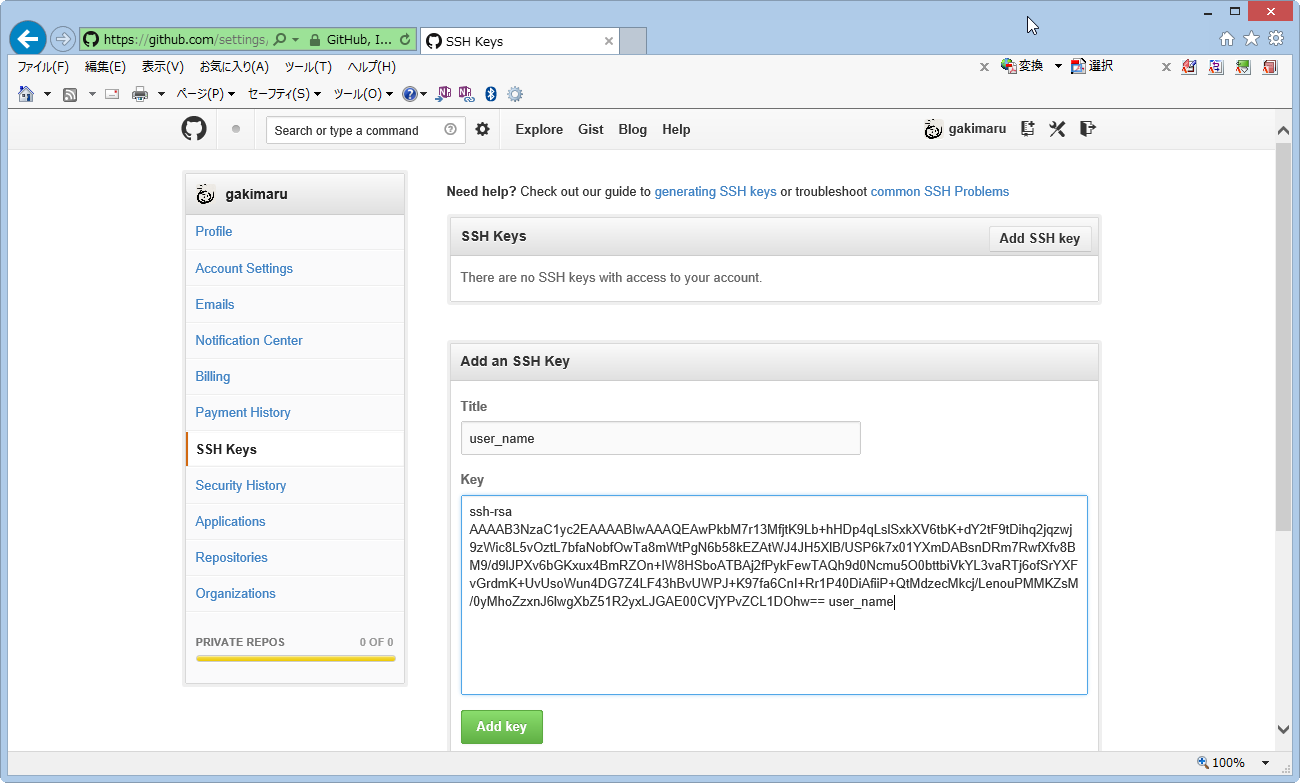 https://github.com/settings/
GitHub, I...
SSH Keys
ファイル(F) 編集(E) 表示(V) お気に入り(A) ツール(T) ヘルプ(H)
変換
選択
ページ(P) セーフティ(S) ツール(O)
Search or type a command
Explore Gist Blog Help
gakimaru
gakimaru
Profile
Account Settings
Emails
Notification Center
Billing
Payment History
SSH Keys
Security History
Applications
Repositories
Organizations
PRIVATE REPOS 0 OF 0
Need help? Check out our guide to generating SSH keys or troubleshoot common SSH Problems
SSH Keys
Add SSH key
There are no SSH keys with access to your account.
Add an SSH Key
Title
user_name
Key
ssh-rsa
AAAAB3NzaC1yc2EAAAABIwAAAQEAwPkbM7r13MfjtK9Lb+hHDp4qLslSxkXV6tbK+dY2tF9tDihq2jqzwj
9zWic8L5vOztL7bfaNobfOwTa8mWtPgN6b58kEZAtWJ4JH5XlB/USP6k7x01YXmDABsnDRm7RwfXfv8B
M9/d9lJPXv6bGKxux4BmRZOn+IW8HSboATBAj2fPykFewTAQh9d0Ncmu5O0bttbiVkYL3vaRTj6ofSrYXF
vGrdmK+UvUsoWun4DG7Z4LF43hBvUWPJ+K97fa6CnI+Rr1P40DiAfiiP+QtMdzecMkcj/LenouPMMKZsM
/0yMhoZzxnJ6lwgXbZ51R2yxLJGAE00CVjYPvZCL1DOhw== user_name
Add key
100%